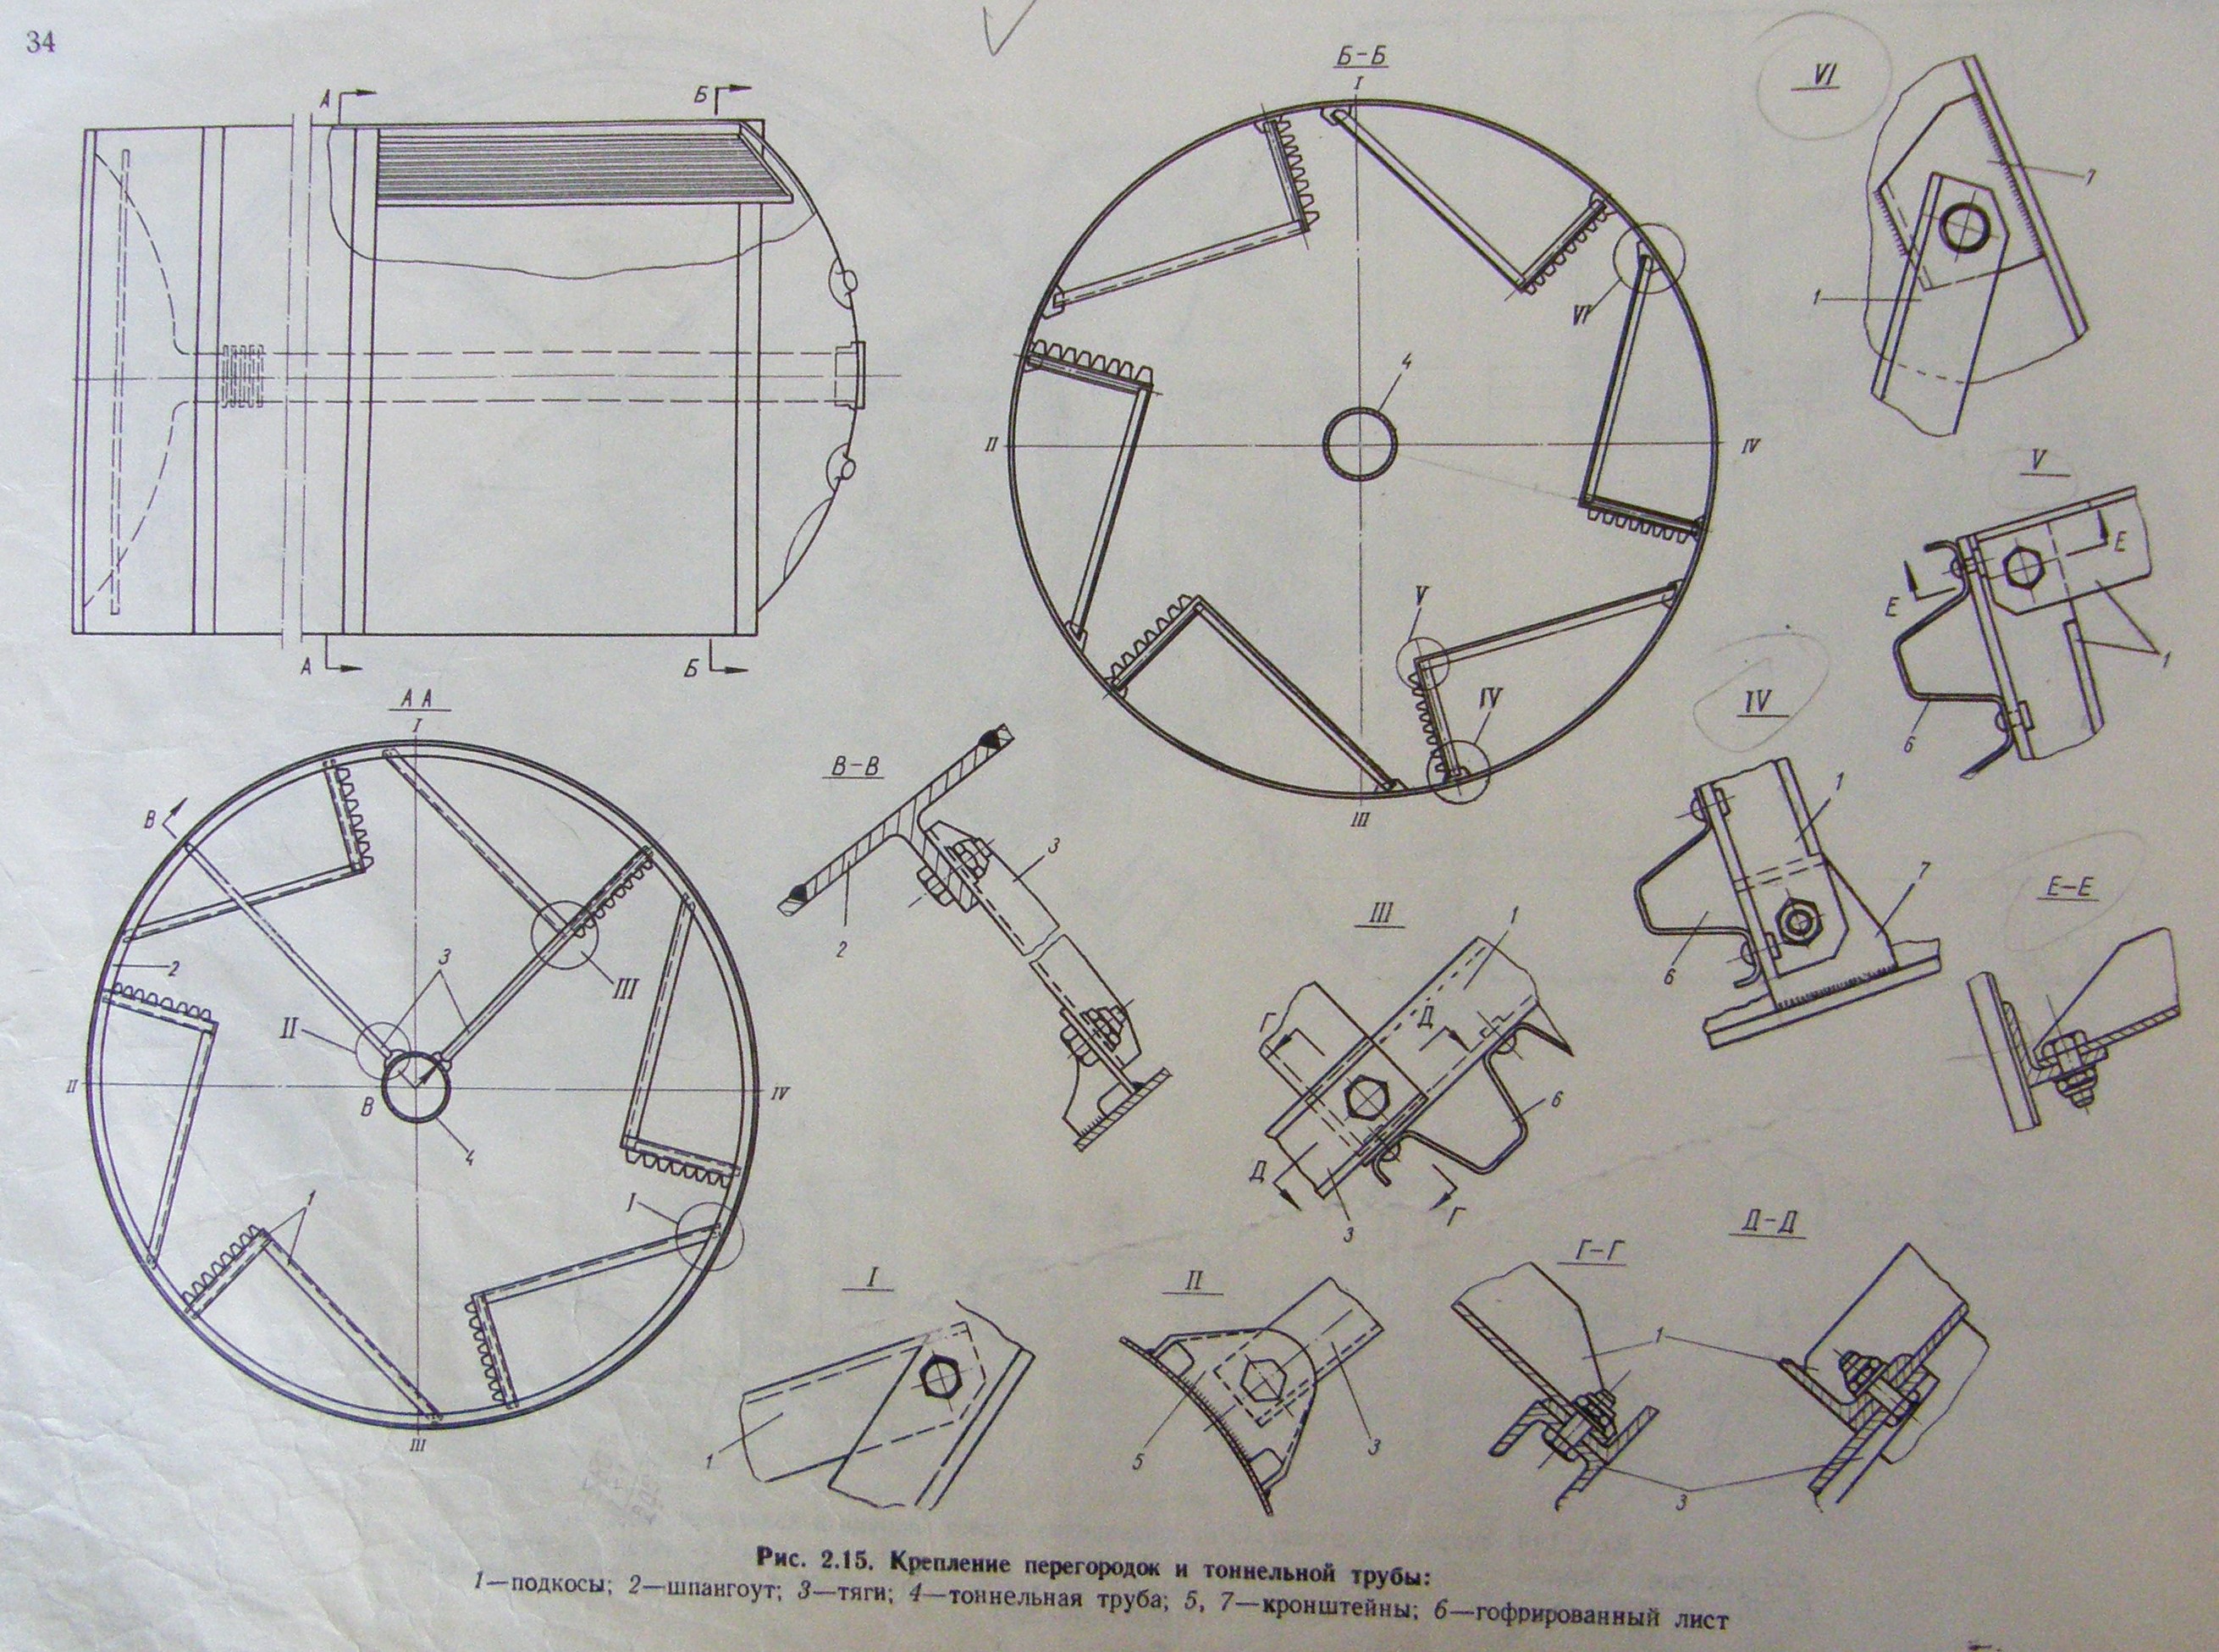 34
А
Б
А
Б
Б-Б
I
II
IV
III
4
VI
V
IV
VI
7
1
V
Е
Е
1
6
IV
1
7
6
Е-Е
А А
I
II
IV
III
В
В
2
3
II
III
4
1
I
В-В
3
2
III
1
Г
Д
6
Д
Г
3
I
1
II
5
3
Г-Г
Д-Д
1
3
Рис. 2.15. Крепление перегородок и тоннельной трубы:
1—подкосы; 2—шпангоут; 3—тяги; 4—тоннельная труба; 5, 7—кронштейны; 6—гофрированный лист